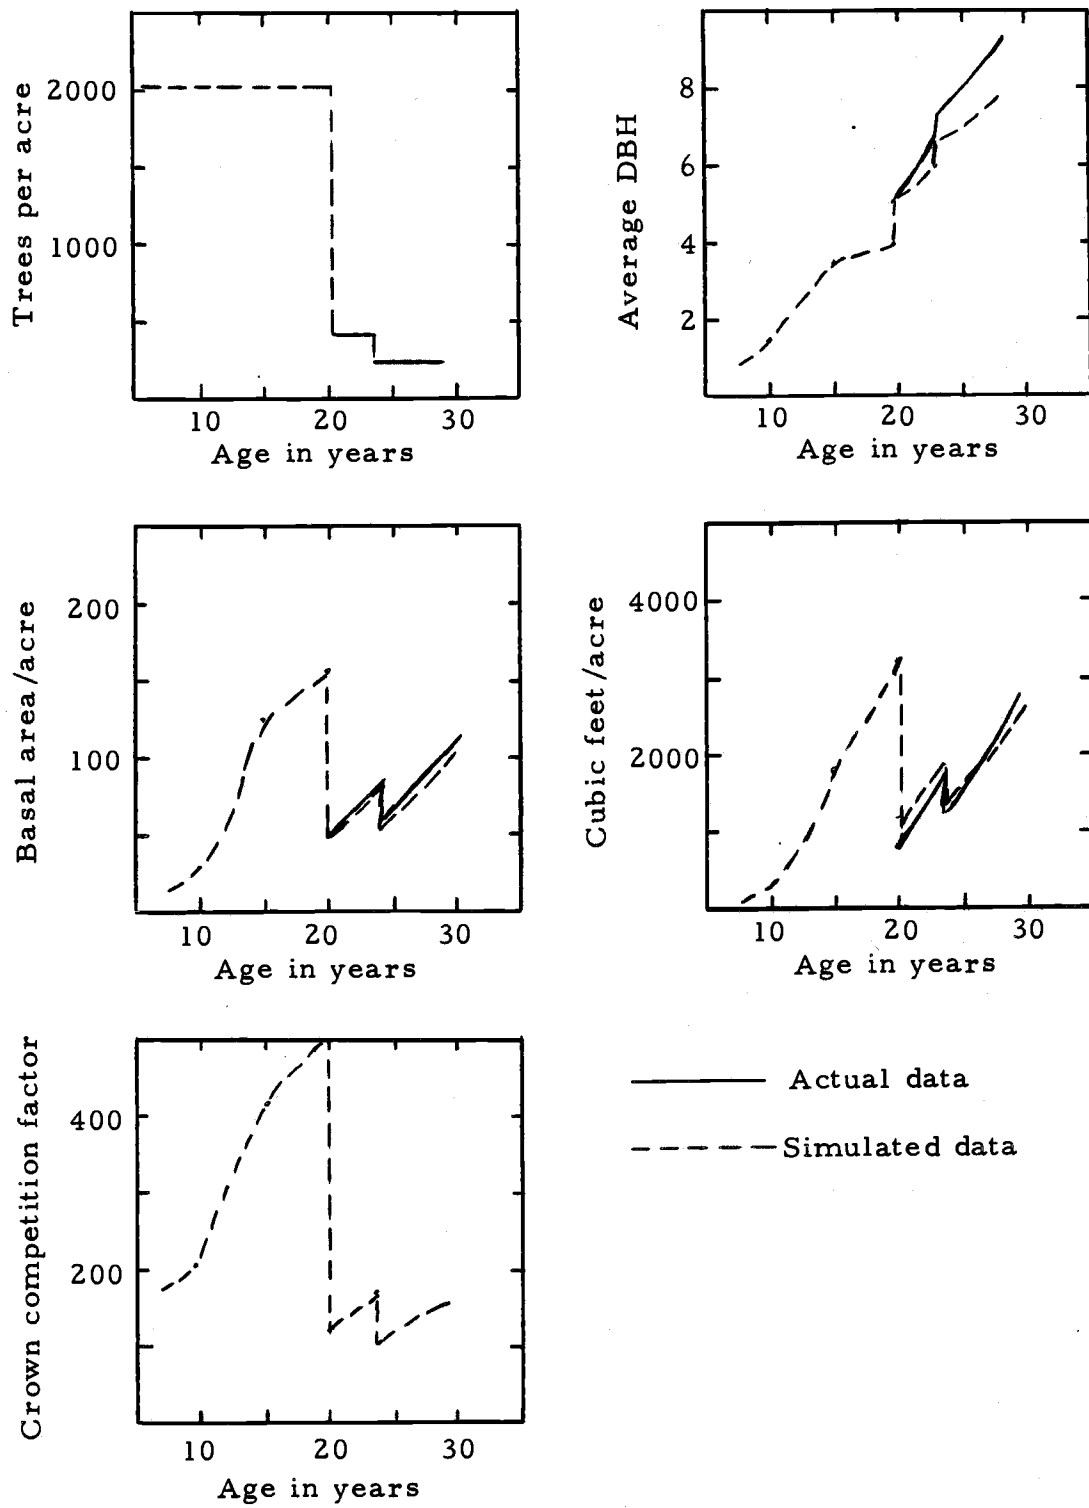 Trees per acre
2000
1000
10 20 30
Age in years
Average DBH
8
6
4
2
10 20 30
Age in years
Basal area/acre
200
100
10 20 30
Age in years
Cubic feet/acre
4000
2000
10 20 30
Age in years
Crown competition factor
400
200
10 20 30
Age in years
Actual data
Simulated data